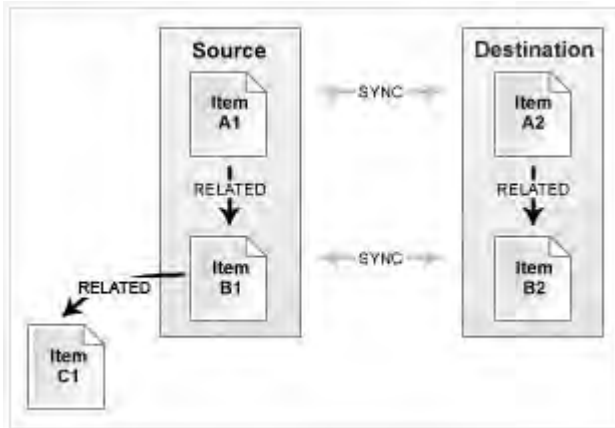 Source
Destination
Item
A1
SYNC
Item
A2
RELATED
RELATED
Item
B1
SYNC
Item
B2
RELATED
Item
C1